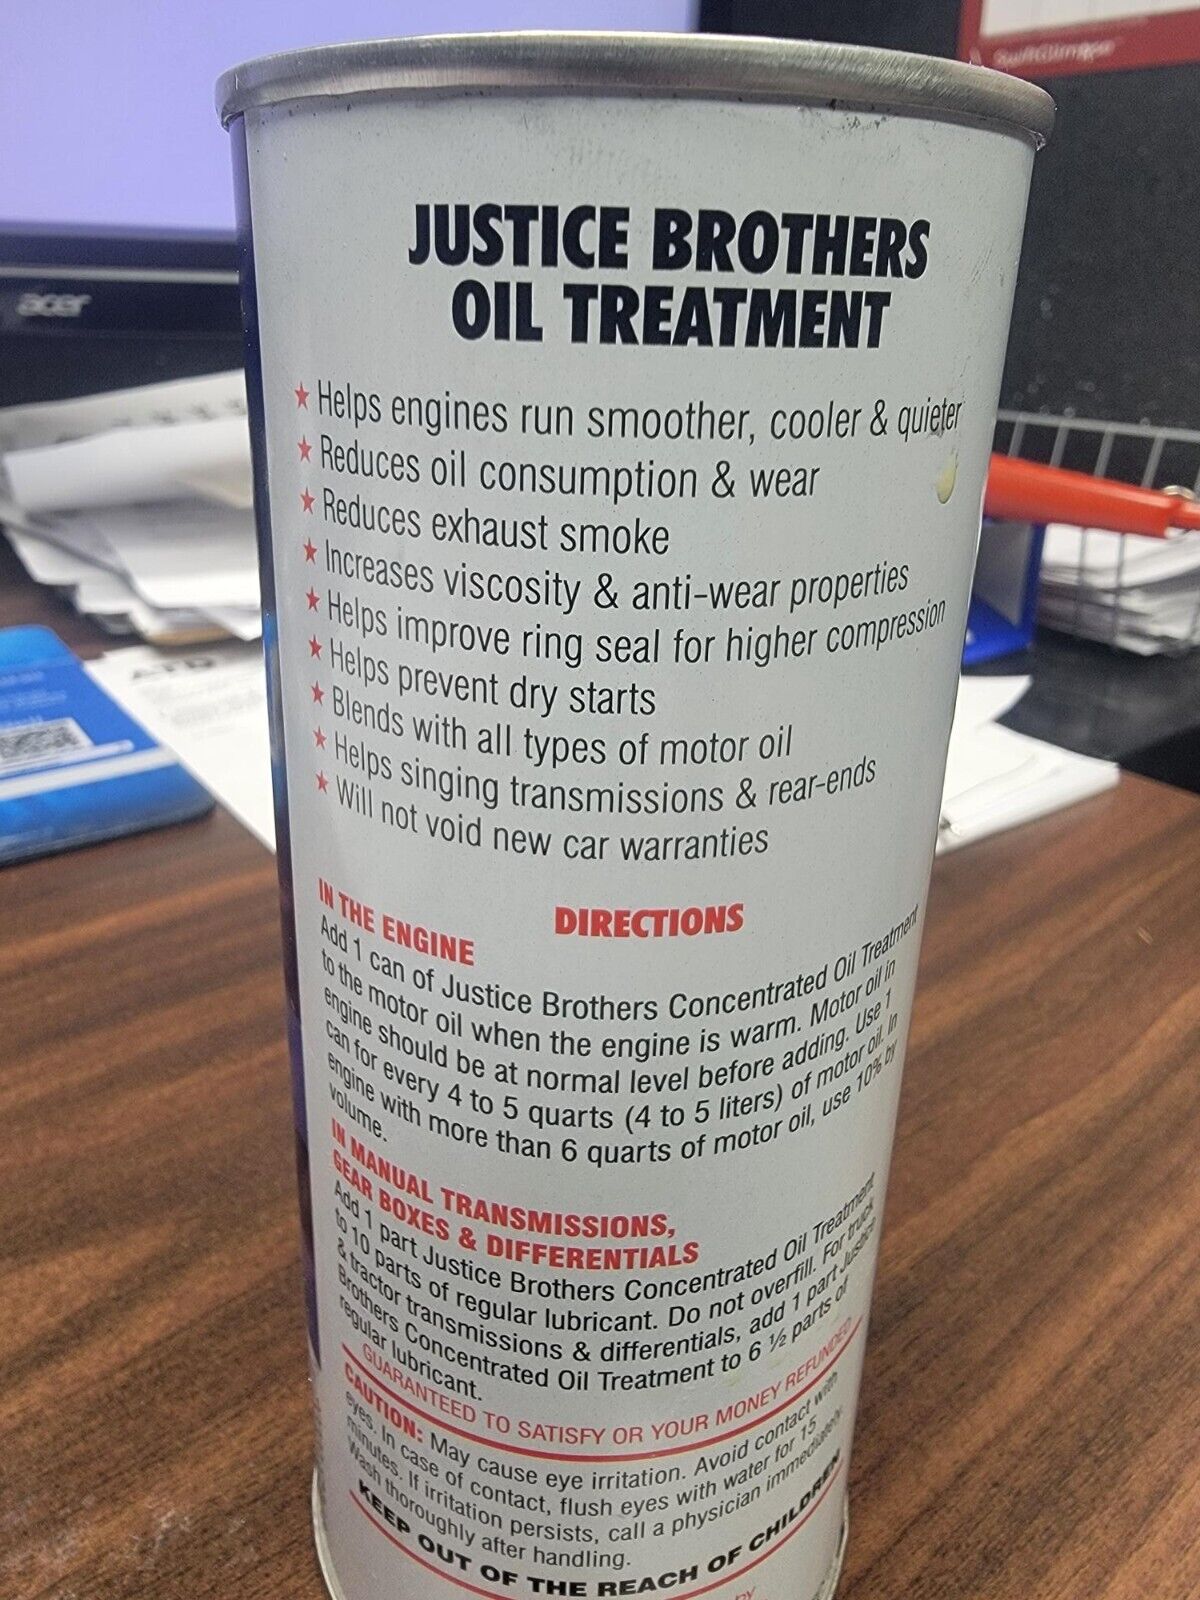 SwiftGlimpse
acer
JUSTICE BROTHERS
OIL TREATMENT
★ Helps engines run smoother, cooler & quieter
★ Reduces oil consumption & wear
★ Reduces exhaust smoke
★ Increases viscosity & anti-wear properties
★ Helps improve ring seal for higher compression
★ Helps prevent dry starts
★ Blends with all types of motor oil
★ Helps singing transmissions & rear-ends
★ Will not void new car warranties
DIRECTIONS
IN THE ENGINE
Add 1 can of Justice Brothers Concentrated Oil Treatment
to the motor oil when the engine is warm. Motor oil in
engine should be at normal level before adding. Use 1
can for every 4 to 5 quarts (4 to 5 liters) of motor oil. In
engine with more than 6 quarts of motor oil, use 10% by
volume.
IN MANUAL TRANSMISSIONS,
GEAR BOXES & DIFFERENTIALS
Add 1 part Justice Brothers Concentrated Oil Treatment
to 10 parts of regular lubricant. Do not overfill. For truck
& tractor transmissions & differentials, add 1 part Justice
Brothers Concentrated Oil Treatment to 6 ½ parts of
regular lubricant.
GUARANTEED TO SATISFY OR YOUR MONEY REFUNDED
CAUTION: May cause eye irritation. Avoid contact with
eyes. In case of contact, flush eyes with water for 15
minutes. If irritation persists, call a physician immediately.
Wash thoroughly after handling.
KEEP OUT OF THE REACH OF CHILDREN
by